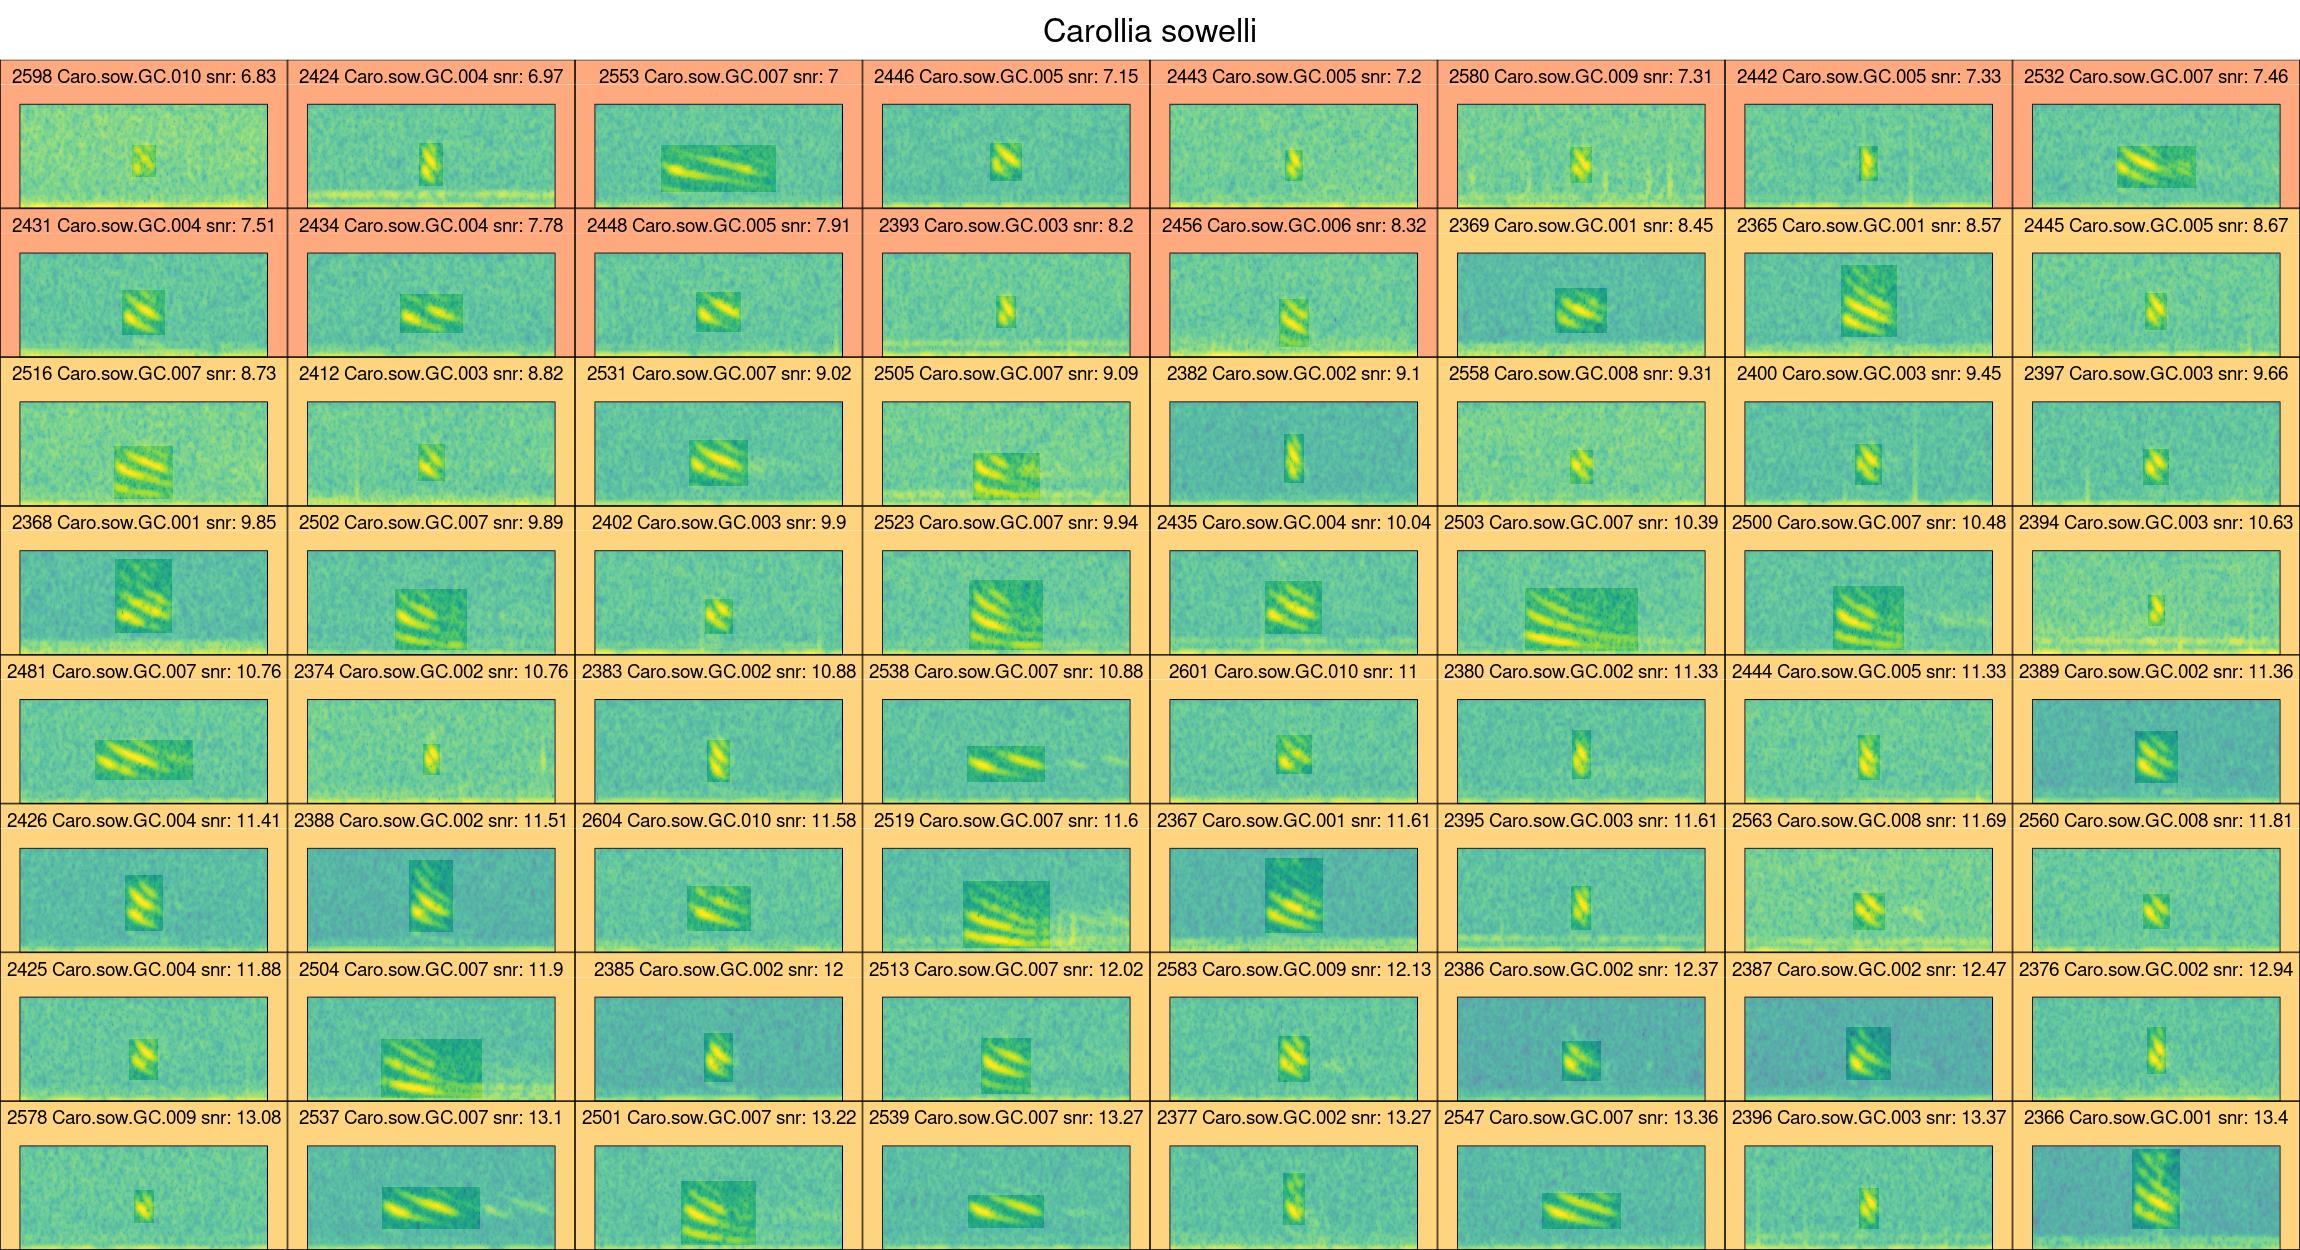 Carollia sowelli
2598 Caro.sow.GC.010 snr: 6.83 2424 Caro.sow.GC.004 snr: 6.97 2553 Caro.sow.GC.007 snr: 7 2446 Caro.sow.GC.005 snr: 7.15 2443 Caro.sow.GC.005 snr: 7.2 2580 Caro.sow.GC.009 snr: 7.31 2442 Caro.sow.GC.005 snr: 7.33 2532 Caro.sow.GC.007 snr: 7.46
2431 Caro.sow.GC.004 snr: 7.51 2434 Caro.sow.GC.004 snr: 7.78 2448 Caro.sow.GC.005 snr: 7.91 2393 Caro.sow.GC.003 snr: 8.2 2456 Caro.sow.GC.006 snr: 8.32 2369 Caro.sow.GC.001 snr: 8.45 2365 Caro.sow.GC.001 snr: 8.57 2445 Caro.sow.GC.005 snr: 8.67
2516 Caro.sow.GC.007 snr: 8.73 2412 Caro.sow.GC.003 snr: 8.82 2531 Caro.sow.GC.007 snr: 9.02 2505 Caro.sow.GC.007 snr: 9.09 2382 Caro.sow.GC.002 snr: 9.1 2558 Caro.sow.GC.008 snr: 9.31 2400 Caro.sow.GC.003 snr: 9.45 2397 Caro.sow.GC.003 snr: 9.66
2368 Caro.sow.GC.001 snr: 9.85 2502 Caro.sow.GC.007 snr: 9.89 2402 Caro.sow.GC.003 snr: 9.9 2523 Caro.sow.GC.007 snr: 9.94 2435 Caro.sow.GC.004 snr: 10.04 2503 Caro.sow.GC.007 snr: 10.39 2500 Caro.sow.GC.007 snr: 10.48 2394 Caro.sow.GC.003 snr: 10.63
2481 Caro.sow.GC.007 snr: 10.76 2374 Caro.sow.GC.002 snr: 10.76 2383 Caro.sow.GC.002 snr: 10.88 2538 Caro.sow.GC.007 snr: 10.88 2601 Caro.sow.GC.010 snr: 11 2380 Caro.sow.GC.002 snr: 11.33 2444 Caro.sow.GC.005 snr: 11.33 2389 Caro.sow.GC.002 snr: 11.36
2426 Caro.sow.GC.004 snr: 11.41 2388 Caro.sow.GC.002 snr: 11.51 2604 Caro.sow.GC.010 snr: 11.58 2519 Caro.sow.GC.007 snr: 11.6 2367 Caro.sow.GC.001 snr: 11.61 2395 Caro.sow.GC.003 snr: 11.61 2563 Caro.sow.GC.008 snr: 11.69 2560 Caro.sow.GC.008 snr: 11.81
2425 Caro.sow.GC.004 snr: 11.88 2504 Caro.sow.GC.007 snr: 11.9 2385 Caro.sow.GC.002 snr: 12 2513 Caro.sow.GC.007 snr: 12.02 2583 Caro.sow.GC.009 snr: 12.13 2386 Caro.sow.GC.002 snr: 12.37 2387 Caro.sow.GC.002 snr: 12.47 2376 Caro.sow.GC.002 snr: 12.94
2578 Caro.sow.GC.009 snr: 13.08 2537 Caro.sow.GC.007 snr: 13.1 2501 Caro.sow.GC.007 snr: 13.22 2539 Caro.sow.GC.007 snr: 13.27 2377 Caro.sow.GC.002 snr: 13.27 2547 Caro.sow.GC.007 snr: 13.36 2396 Caro.sow.GC.003 snr: 13.37 2366 Caro.sow.GC.001 snr: 13.4